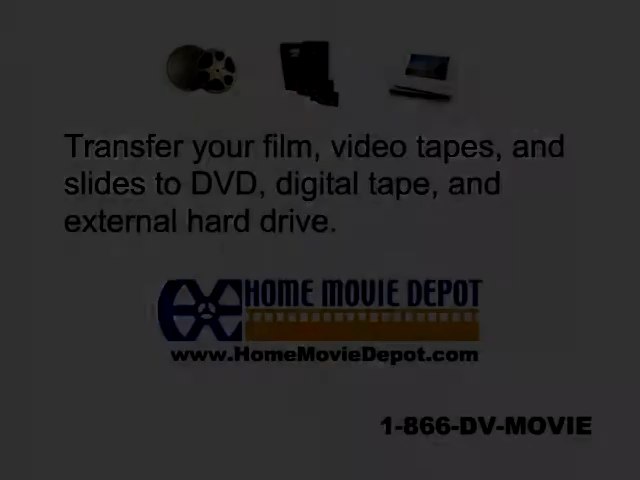 Transfer your film, video tapes, and
slides to DVD, digital tape, and
external hard drive.
HOME MOVIE DEPOT
www.HomeMovieDepot.com
1-866-DV-MOVIE